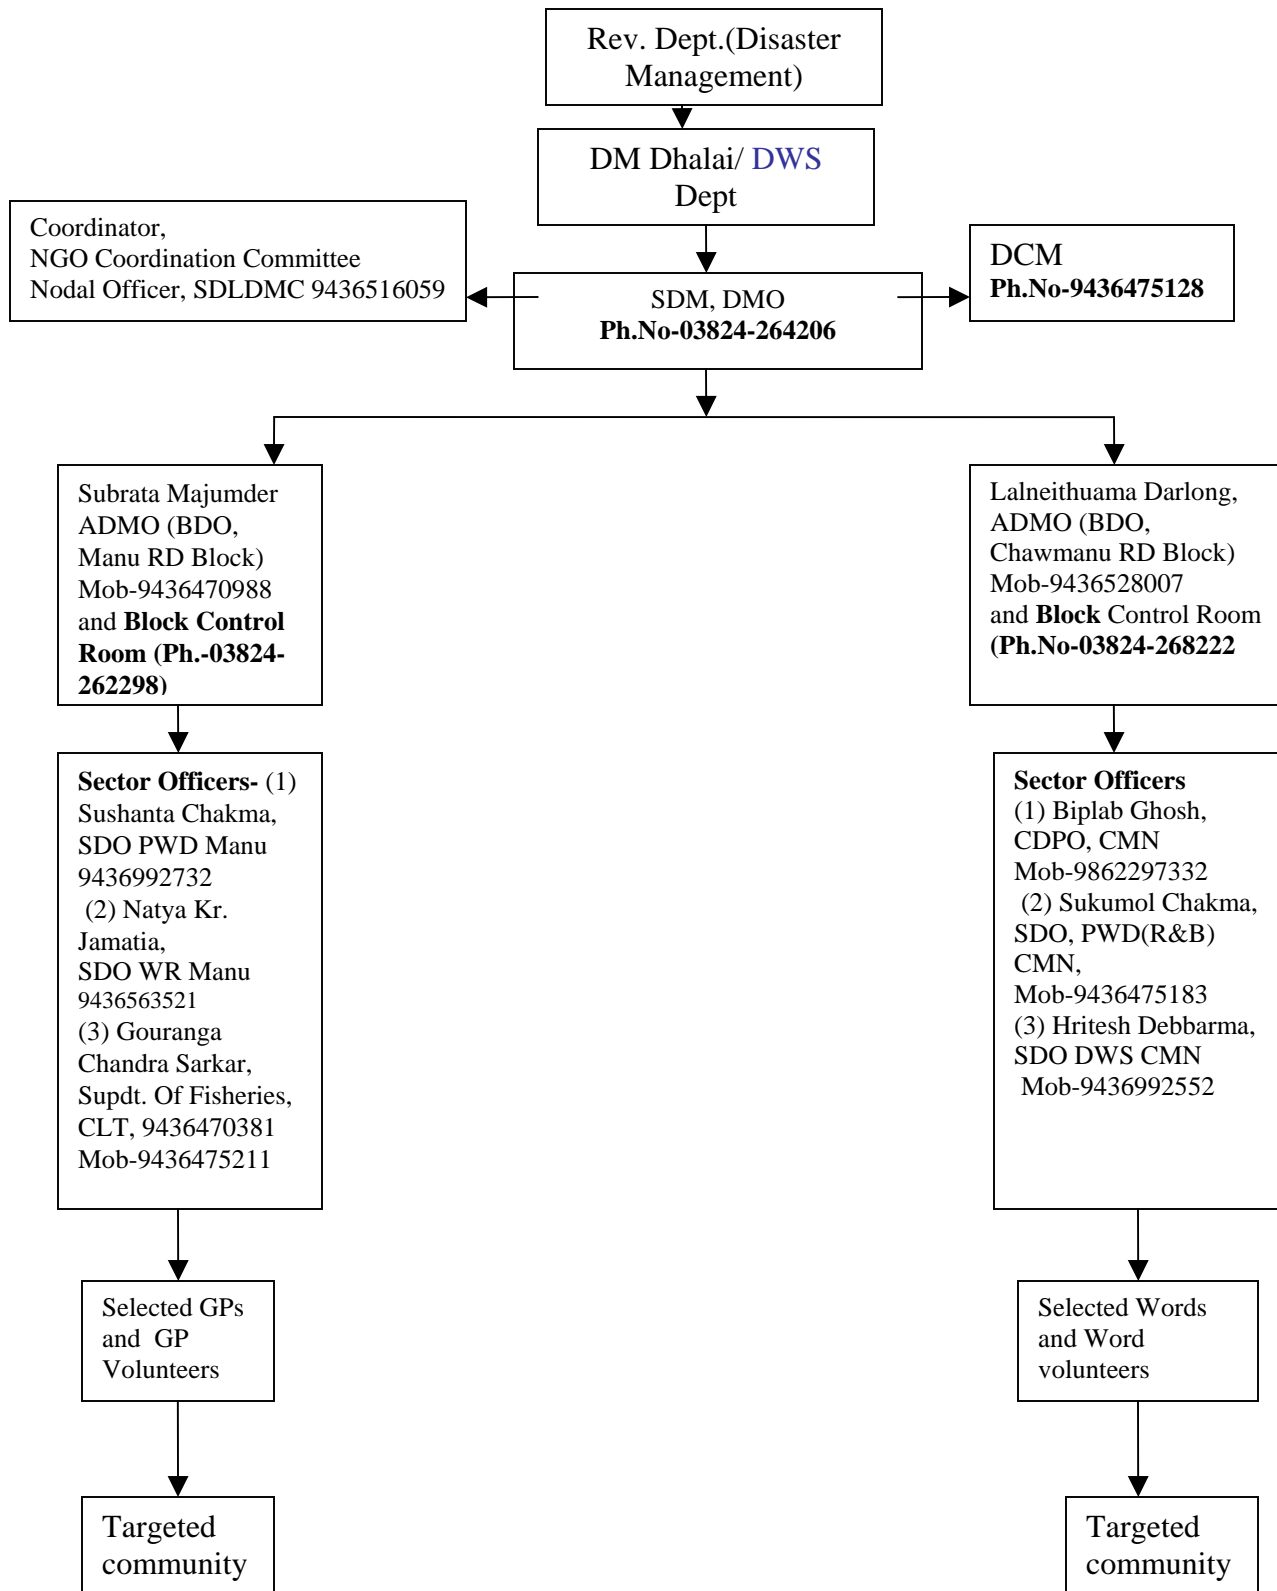 Rev. Dept.(Disaster
Management)
DM Dhalai/ DWS
Dept
Coordinator,
NGO Coordination Committee
Nodal Officer, SDLDMC 9436516059
SDM, DMO
Ph.No-03824-264206
DCM
Ph.No-9436475128
Subrata Majumder
ADMO (BDO,
Manu RD Block)
Mob-9436470988
and Block Control
Room (Ph.-03824-
262298)
Lalneithuama Darlong,
ADMO (BDO,
Chawmanu RD Block)
Mob-9436528007
and Block Control Room
(Ph.No-03824-268222
Sector Officers- (1)
Sushanta Chakma,
SDO PWD Manu
9436992732
(2) Natya Kr.
Jamatia,
SDO WR Manu
9436563521
(3) Gouranga
Chandra Sarkar,
Supdt. Of Fisheries,
CLT, 9436470381
Mob-9436475211
Sector Officers
(1) Biplab Ghosh,
CDPO, CMN
Mob-9862297332
(2) Sukumol Chakma,
SDO, PWD(R&B)
CMN,
Mob-9436475183
(3) Hritesh Debbarma,
SDO DWS CMN
Mob-9436992552
Selected GPs
and  GP
Volunteers
Selected Words
and Word
volunteers
Targeted
community
Targeted
community